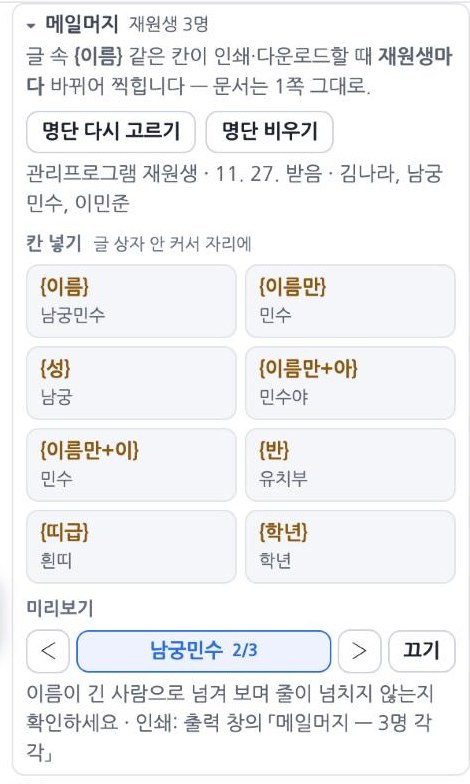 메일머지 재원생 3명
글 속 {이름} 같은 칸이 인쇄·다운로드할 때 재원생마
다 바뀌어 찍힙니다 — 문서는 1쪽 그대로.
명단 다시 고르기 명단 비우기
관리프로그램 재원생 · 11. 27. 받음 · 김나라, 남궁
민수, 이민준
칸 넣기 글 상자 안 커서 자리에
{이름} {이름만}
남궁민수 민수
{성} {이름만+아}
남궁 민수야
{이름만+이} {반}
민수 유치부
{띠급} {학년}
흰띠 학년
미리보기
< 남궁민수 2/3 > 끄기
이름이 긴 사람으로 넘겨 보며 줄이 넘치지 않는지
확인하세요 · 인쇄: 출력 창의 「메일머지 — 3명 각
각」